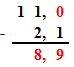 1 1, 0
- 2, 1
8, 9